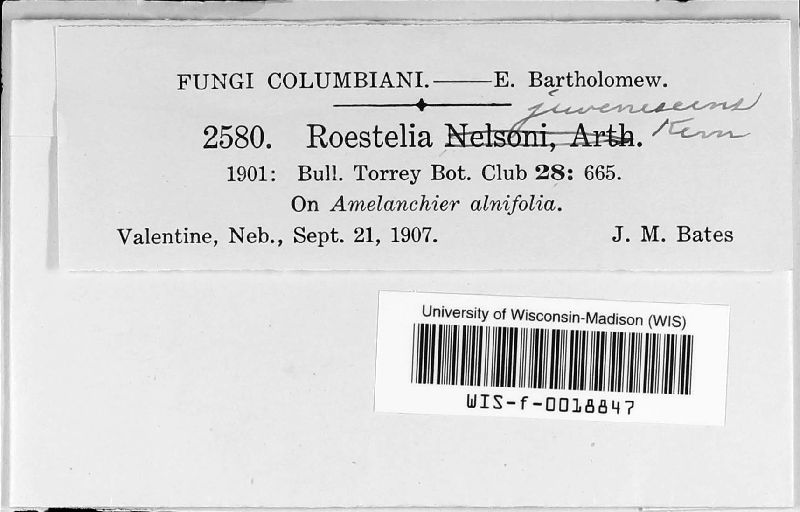 FUNGI COLUMBIANI.——E. Bartholomew.
juvenescens
2580. Roestelia Nelsoni, Arth. Kern
1901: Bull. Torrey Bot. Club 28: 665.
On Amelanchier alnifolia.
Valentine, Neb., Sept. 21, 1907. J. M. Bates
University of Wisconsin-Madison (WIS)
WIS-f-0018847